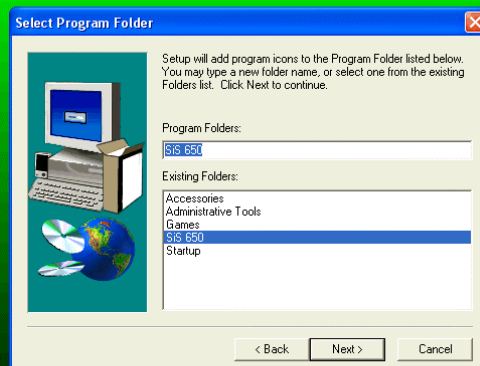 Select Program Folder
Setup will add program icons to the Program Folder listed below.
You may type a new folder name, or select one from the existing
Folders list. Click Next to continue.
Program Folders:
SiS 650
Existing Folders:
Accessories
Administrative Tools
Games
SiS 650
Startup
< Back
Next >
Cancel